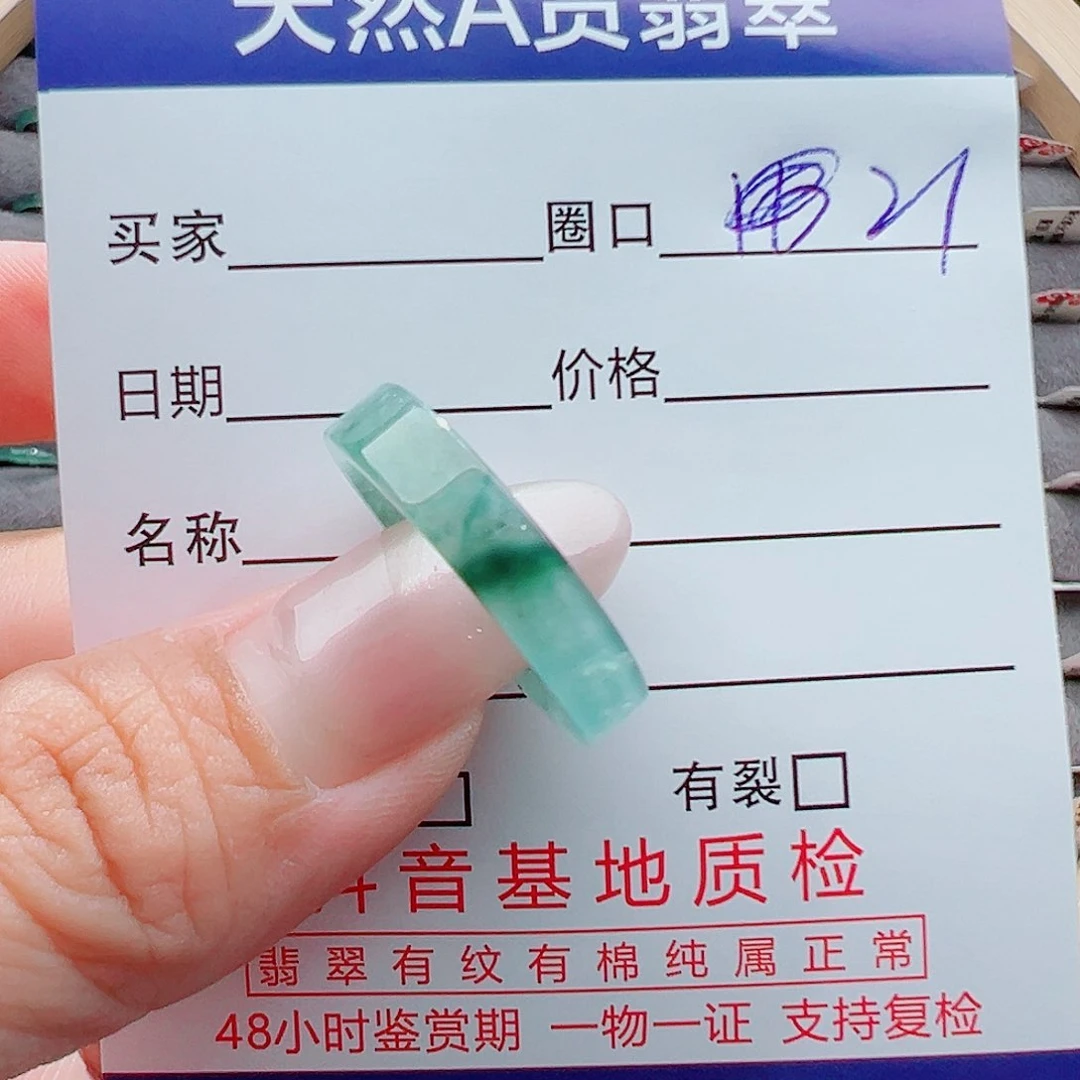 天然A货翡翠
买家 圈口 21
日期 价格
名称
有裂
抖音基地质检
翡翠有纹有棉纯属正常
48小时鉴赏期 一物一证 支持复检